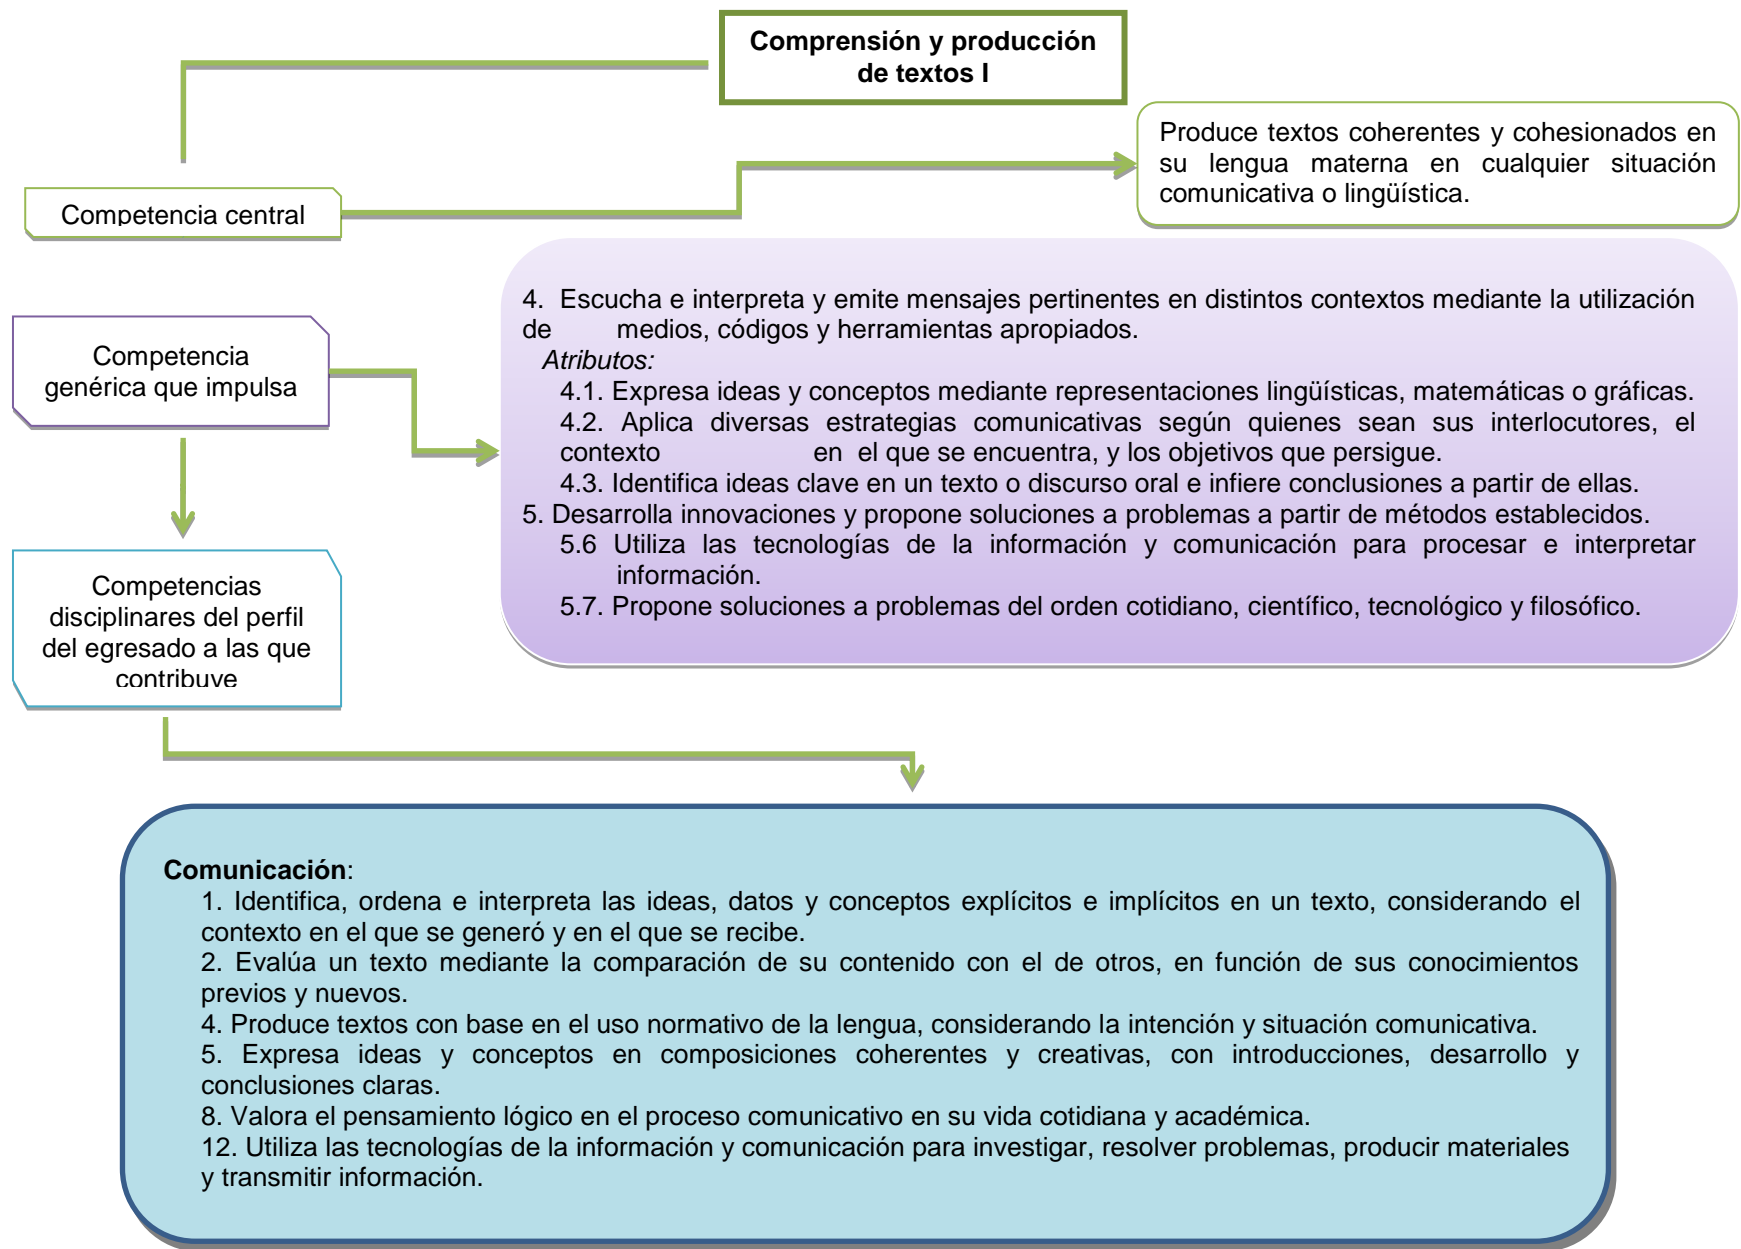 Comprensión y producción
de textos I
Produce textos coherentes y cohesionados en
su lengua materna en cualquier situación
comunicativa o lingüística.
Competencia central
4. Escucha e interpreta y emite mensajes pertinentes en distintos contextos mediante la utilización
de medios, códigos y herramientas apropiados.
Atributos:
4.1. Expresa ideas y conceptos mediante representaciones lingüísticas, matemáticas o gráficas.
4.2. Aplica diversas estrategias comunicativas según quienes sean sus interlocutores, el
contexto en el que se encuentra, y los objetivos que persigue.
4.3. Identifica ideas clave en un texto o discurso oral e infiere conclusiones a partir de ellas.
5. Desarrolla innovaciones y propone soluciones a problemas a partir de métodos establecidos.
5.6 Utiliza las tecnologías de la información y comunicación para procesar e interpretar
información.
5.7. Propone soluciones a problemas del orden cotidiano, científico, tecnológico y filosófico.
Competencia
genérica que impulsa
Competencias
disciplinares del perfil
del egresado a las que
contribuye
Comunicación:
1. Identifica, ordena e interpreta las ideas, datos y conceptos explícitos e implícitos en un texto, considerando el
contexto en el que se generó y en el que se recibe.
2. Evalúa un texto mediante la comparación de su contenido con el de otros, en función de sus conocimientos
previos y nuevos.
4. Produce textos con base en el uso normativo de la lengua, considerando la intención y situación comunicativa.
5. Expresa ideas y conceptos en composiciones coherentes y creativas, con introducciones, desarrollo y
conclusiones claras.
8. Valora el pensamiento lógico en el proceso comunicativo en su vida cotidiana y académica.
12. Utiliza las tecnologías de la información y comunicación para investigar, resolver problemas, producir materiales
y transmitir información.